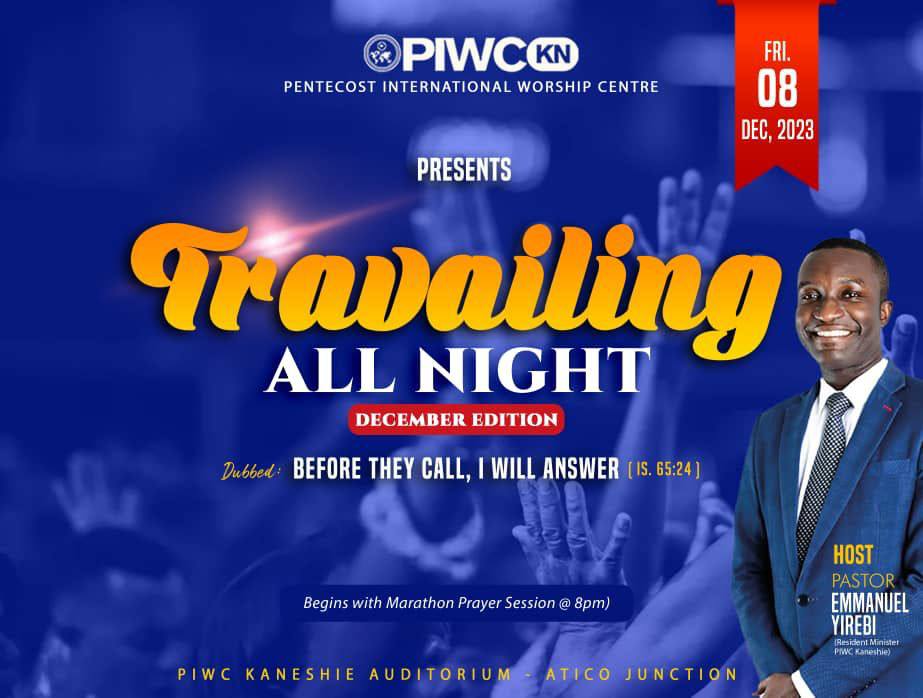 PIWC KN
PENTECOST INTERNATIONAL WORSHIP CENTRE
FRI.
08
DEC, 2023
PRESENTS
Travailing
ALL NIGHT
DECEMBER EDITION
Dubbed: BEFORE THEY CALL, I WILL ANSWER [ IS. 65:24 ]
Begins with Marathon Prayer Session @ 8pm)
HOST
PASTOR
EMMANUEL
YIREBI
(Resident Minister
PIWC Kaneshie)
PIWC KANESHIE AUDITORIUM - ATICO JUNCTION